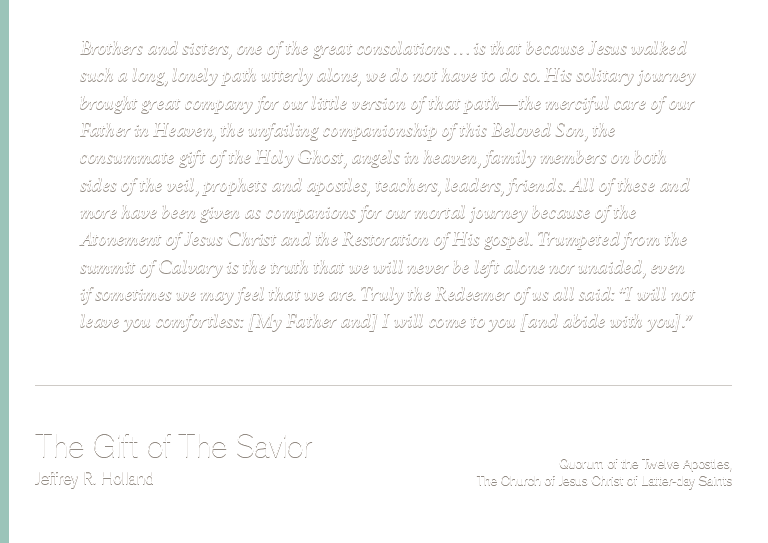 Brothers and sisters, one of the great consolations . . . is that because Jesus walked
such a long, lonely path utterly alone, we do not have to do so. His solitary journey
brought great company for our little version of that path—the merciful care of our
Father in Heaven, the unfailing companionship of this Beloved Son, the
consummate gift of the Holy Ghost, angels in heaven, family members on both
sides of the veil, prophets and apostles, teachers, leaders, friends. All of these and
more have been given as companions for our mortal journey because of the
Atonement of Jesus Christ and the Restoration of His gospel. Trumpeted from the
summit of Calvary is the truth that we will never be left alone nor unaided, even
if sometimes we may feel that we are. Truly the Redeemer of us all said: “I will not
leave you comfortless: [My Father and] I will come to you [and abide with you].”
The Gift of The Savior
Jeffrey R. Holland
Quorum of the Twelve Apostles,
The Church of Jesus Christ of Latter-day Saints